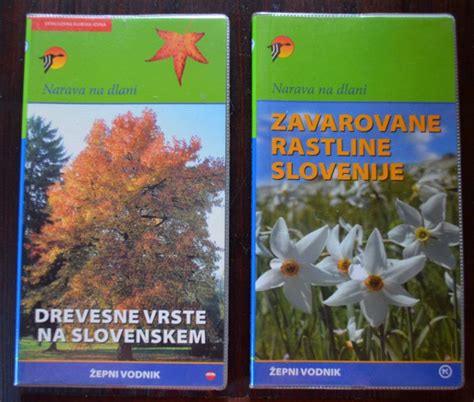 Narava na dlani
DREVESNE VRSTE
NA SLOVENSKEM
ŽEPNI VODNIK
Narava na dlani
ZAVAROVANE
RASTLINE
SLOVENIJE
ŽEPNI VODNIK